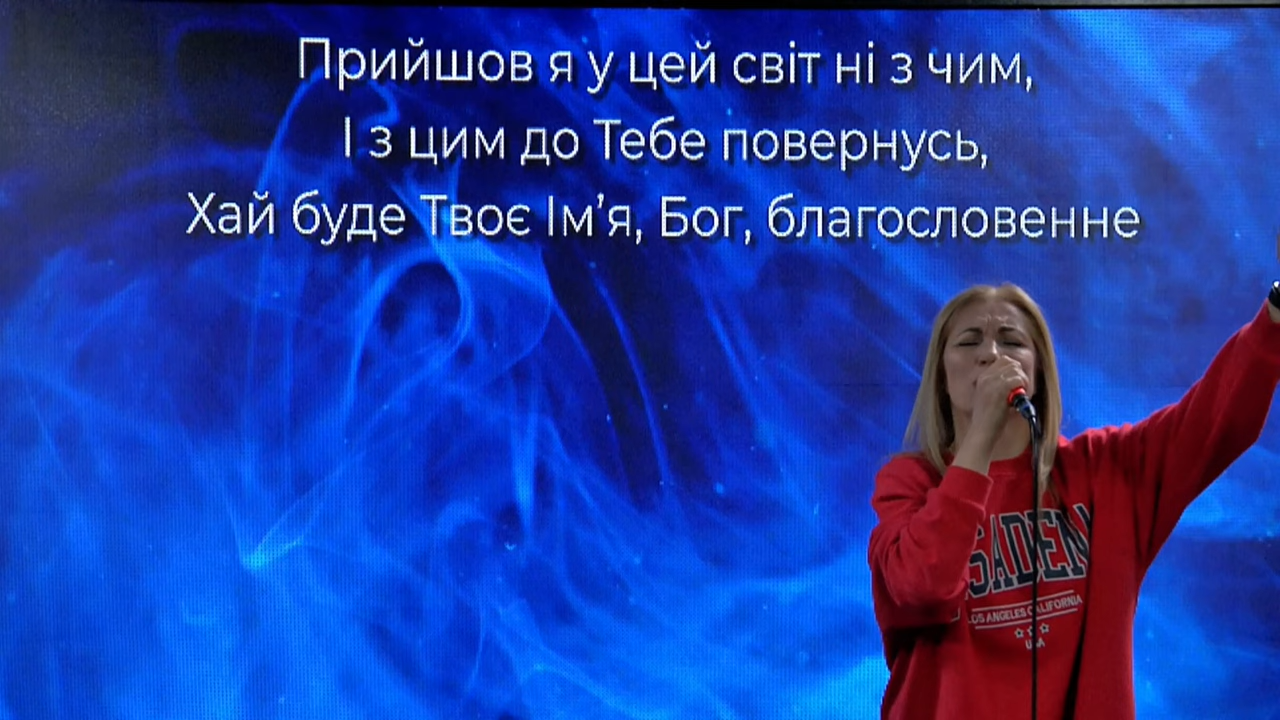 Прийшов я у цей світ ні з чим,
І з цим до Тебе повернусь,
Хай буде Твоє Ім’я, Бог, благословенне
LOS ANGELES CALIFORNIA
USA